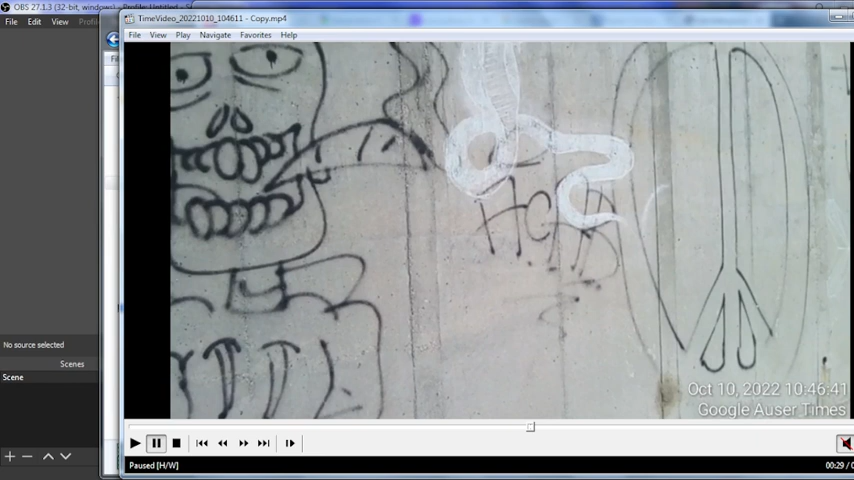 OBS 27.1.3 (32-bit, windows) - Profile: Untitled - S
File Edit View Profi
TimeVideo_20221010_104611 - Copy.mp4
File View Play Navigate Favorites Help
Oct 10, 2022 10:46:41
Google Auser Times
No source selected
Scenes
Scene
Paused [H/W]
00:29 / 0